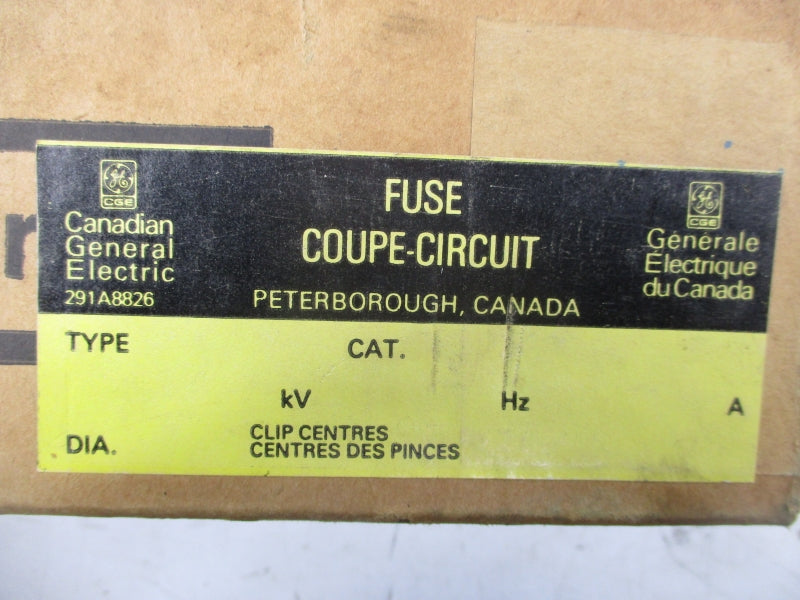 CGE
Canadian
General
Electric
291A8826
FUSE
COUPE-CIRCUIT
PETERBOROUGH, CANADA
CGE
Générale
Électrique
du Canada
TYPE CAT.
kV Hz A
DIA. CLIP CENTRES
CENTRES DES PINCES